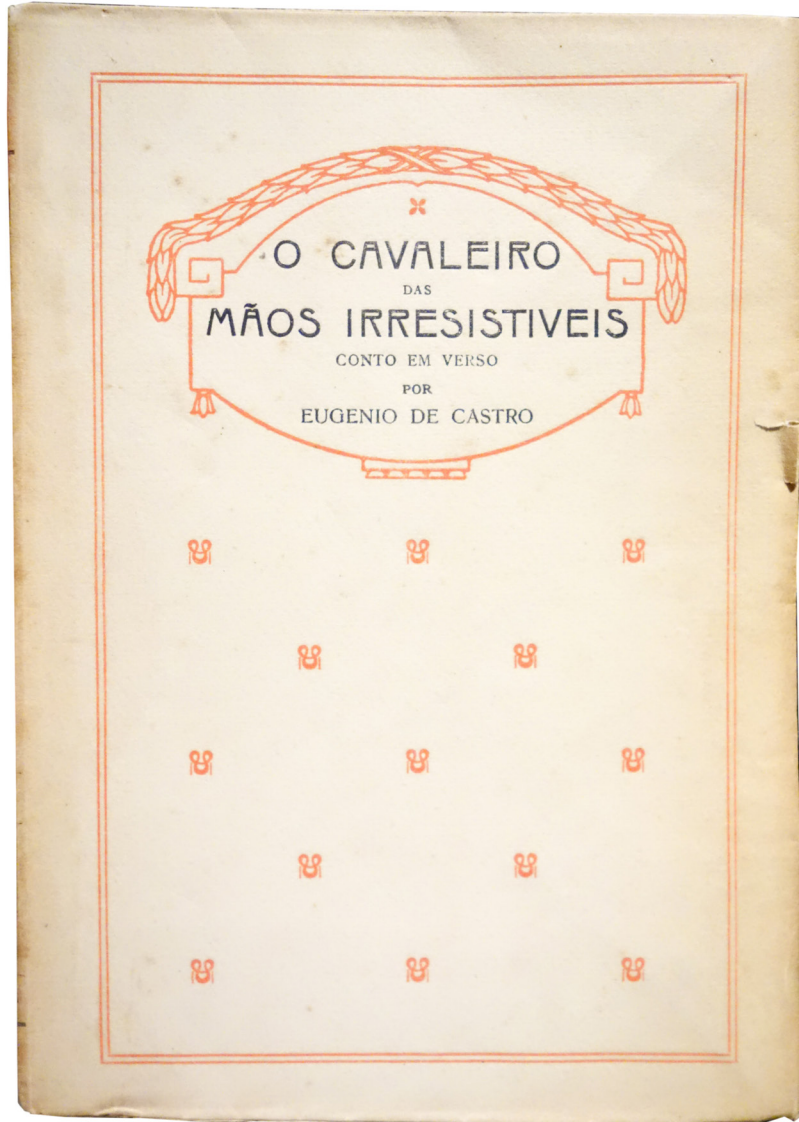 O CAVALEIRO
DAS
MÃOS IRRESISTIVEIS
CONTO EM VERSO
POR
EUGENIO DE CASTRO